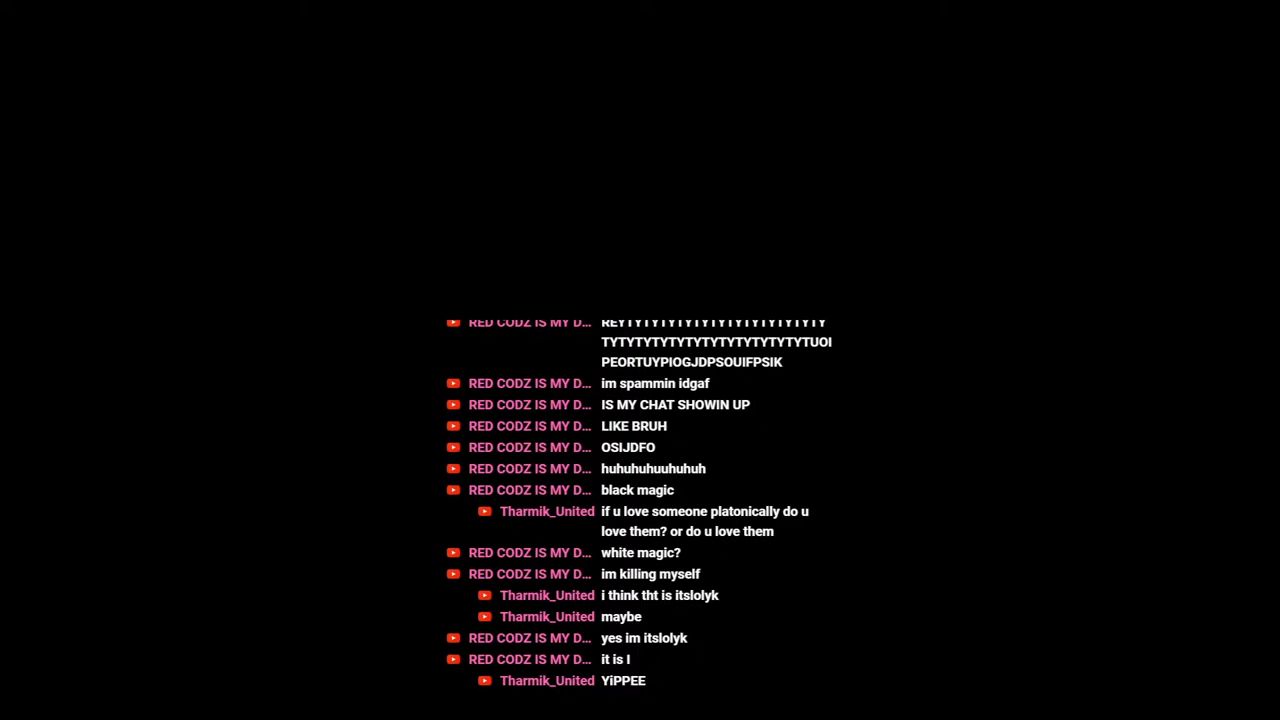 RED CODZ IS MY D... REYTYTYTYTYTYTYTYTYTYTYTYTY
TYTYTYTYTYTYTYTYTYTYTYTYTUOI
PEORTUYPIOGJDPSOUIFPSIK
RED CODZ IS MY D... im spammin idgaf
RED CODZ IS MY D... IS MY CHAT SHOWIN UP
RED CODZ IS MY D... LIKE BRUH
RED CODZ IS MY D... OSIJDFO
RED CODZ IS MY D... huhuhuhuuhuhuh
RED CODZ IS MY D... black magic
Tharmik_United if u love someone platonically do u
love them? or do u love them
RED CODZ IS MY D... white magic?
RED CODZ IS MY D... im killing myself
Tharmik_United i think tht is itslolyk
Tharmik_United maybe
RED CODZ IS MY D... yes im itslolyk
RED CODZ IS MY D... it is I
Tharmik_United YiPPEE